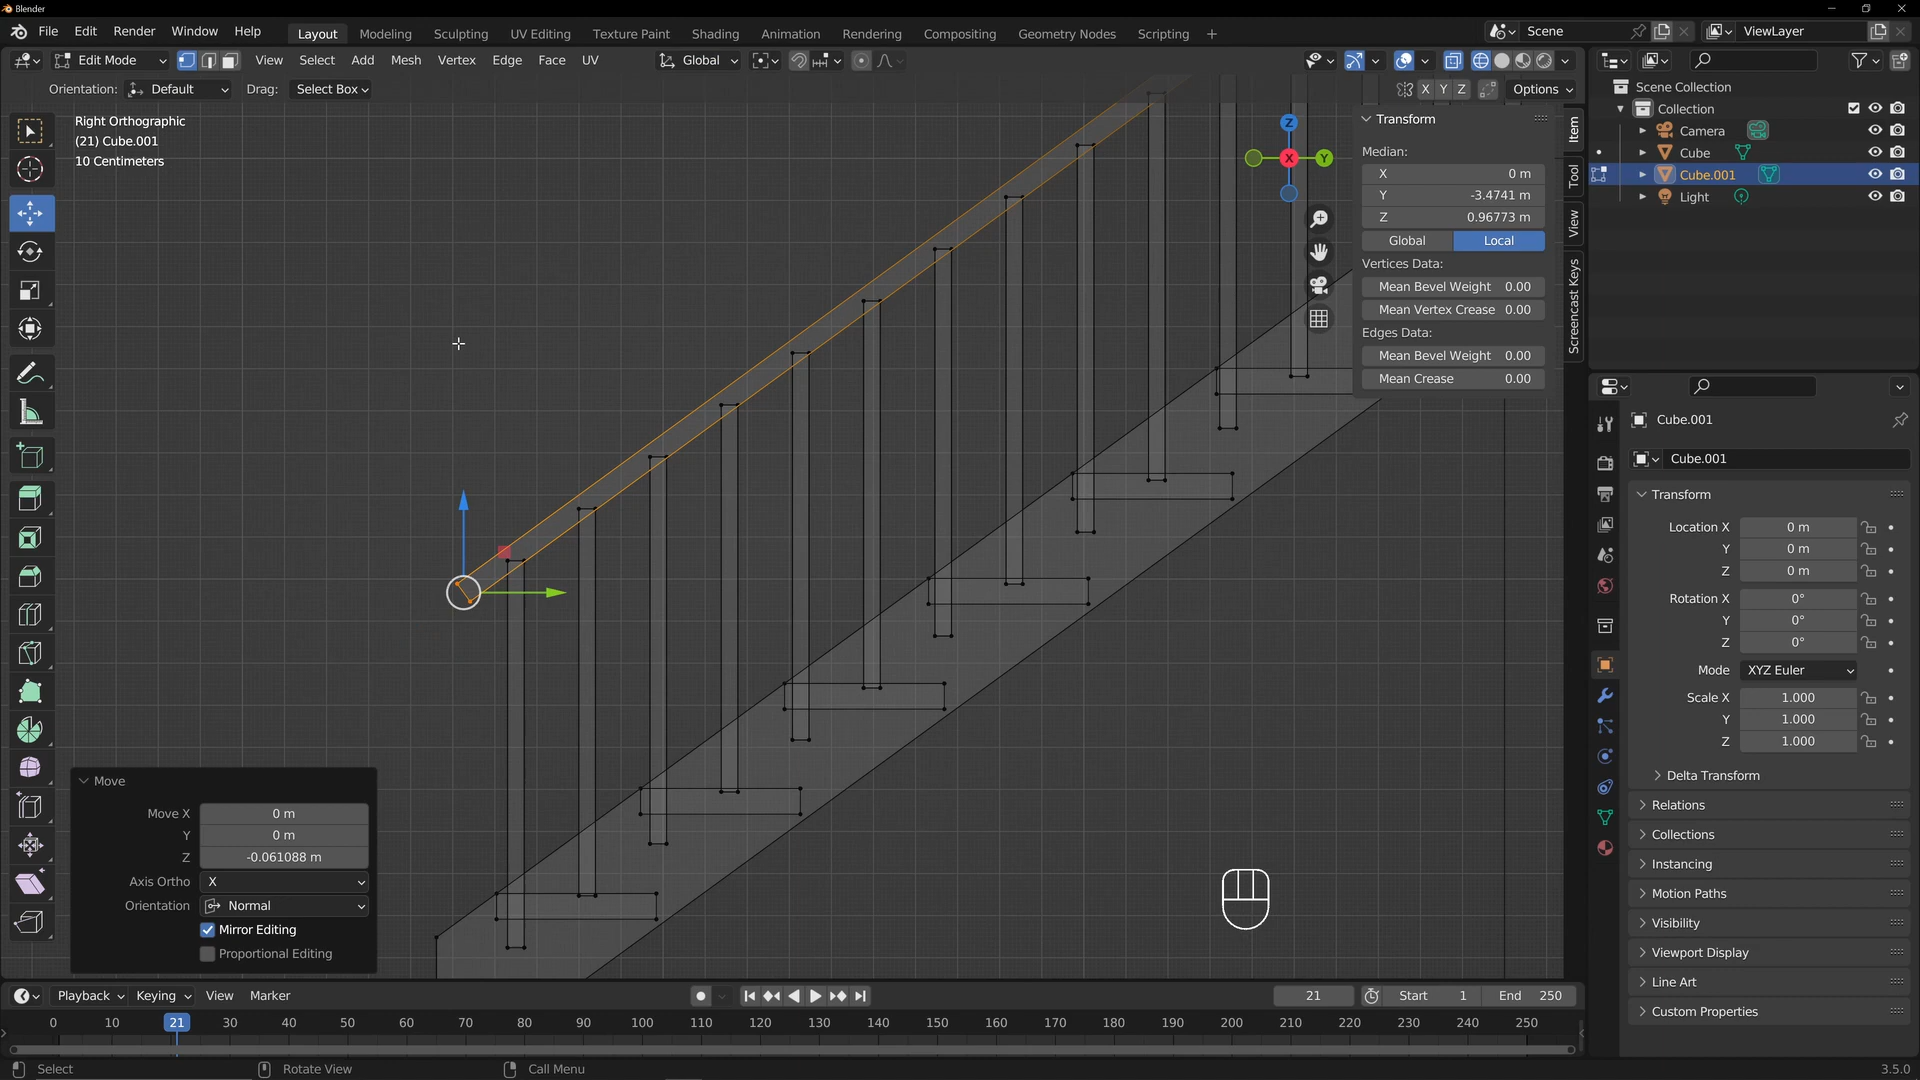 Blender
File Edit Render Window Help
Layout Modeling Sculpting UV Editing Texture Paint Shading Animation Rendering Compositing Geometry Nodes Scripting +
Scene
ViewLayer
Edit Mode View Select Add Mesh Vertex Edge Face UV
Global
Orientation: Default Drag: Select Box
X Y Z Options
Right Orthographic
(21) Cube.001
10 Centimeters
Z
X
Y
Transform
Median:
X 0 m
Y -3.4741 m
Z 0.96773 m
Global Local
Vertices Data:
Mean Bevel Weight 0.00
Mean Vertex Crease 0.00
Edges Data:
Mean Bevel Weight 0.00
Mean Crease 0.00
Item
Tool
View
Screencast Keys
Scene Collection
Collection
Camera
Cube
Cube.001
Light
Cube.001
Cube.001
Transform
Location X 0 m
Y 0 m
Z 0 m
Rotation X 0°
Y 0°
Z 0°
Mode XYZ Euler
Scale X 1.000
Y 1.000
Z 1.000
Delta Transform
Relations
Collections
Instancing
Motion Paths
Visibility
Viewport Display
Line Art
Custom Properties
Move
Move X 0 m
Y 0 m
Z -0.061088 m
Axis Ortho X
Orientation Normal
Mirror Editing
Proportional Editing
Playback Keying View Marker
21 Start 1 End 250
0 10 21 30 40 50 60 70 80 90 100 110 120 130 140 150 160 170 180 190 200 210 220 230 240 250
Select Rotate View Call Menu
3.5.0